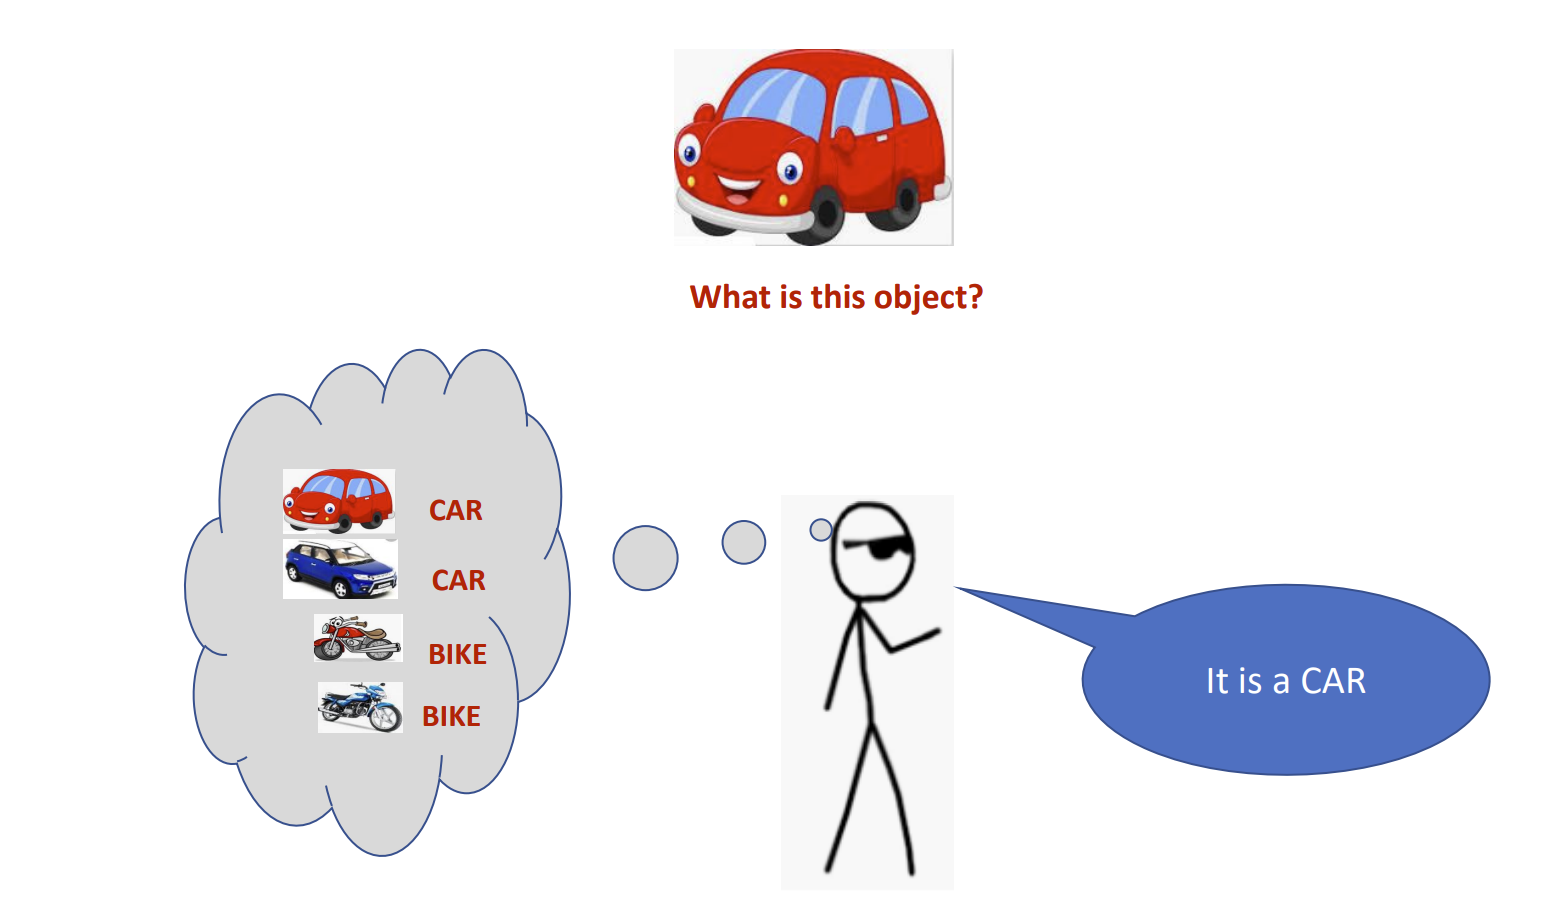 What is this object?
CAR
CAR
BIKE
BIKE
It is a CAR